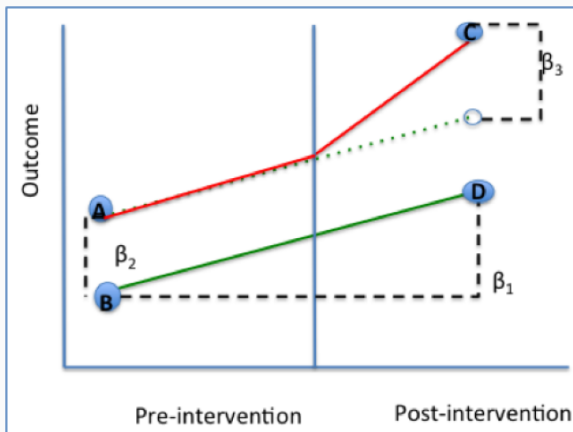 Outcome
C
β3
A
D
β2
B
β1
Pre-intervention
Post-intervention